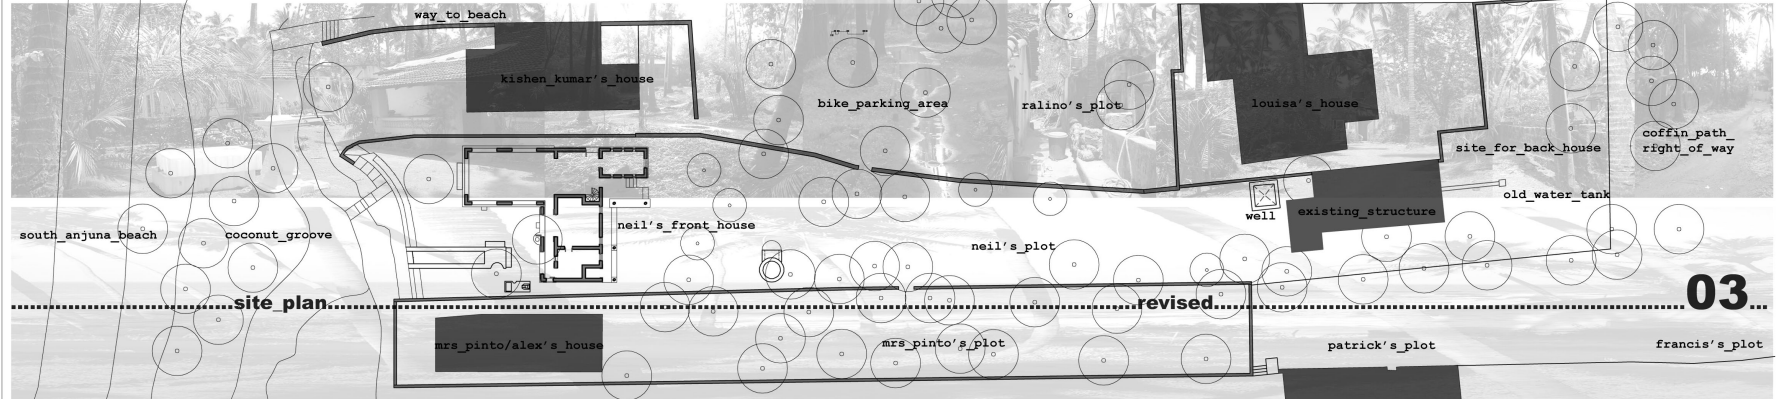 way_to_beach
kishen_kumar's_house
bike_parking_area
ralino's_plot
louisa's_house
coffin_path_
right_of_way
site_for_back_house
old_water_tank
well
existing_structure
south_anjuna_beach
coconut_groove
neil's_front_house
neil's_plot
site_plan
revised
03
mrs_pinto/alex's_house
mrs_pinto's_plot
patrick's_plot
francis's_plot